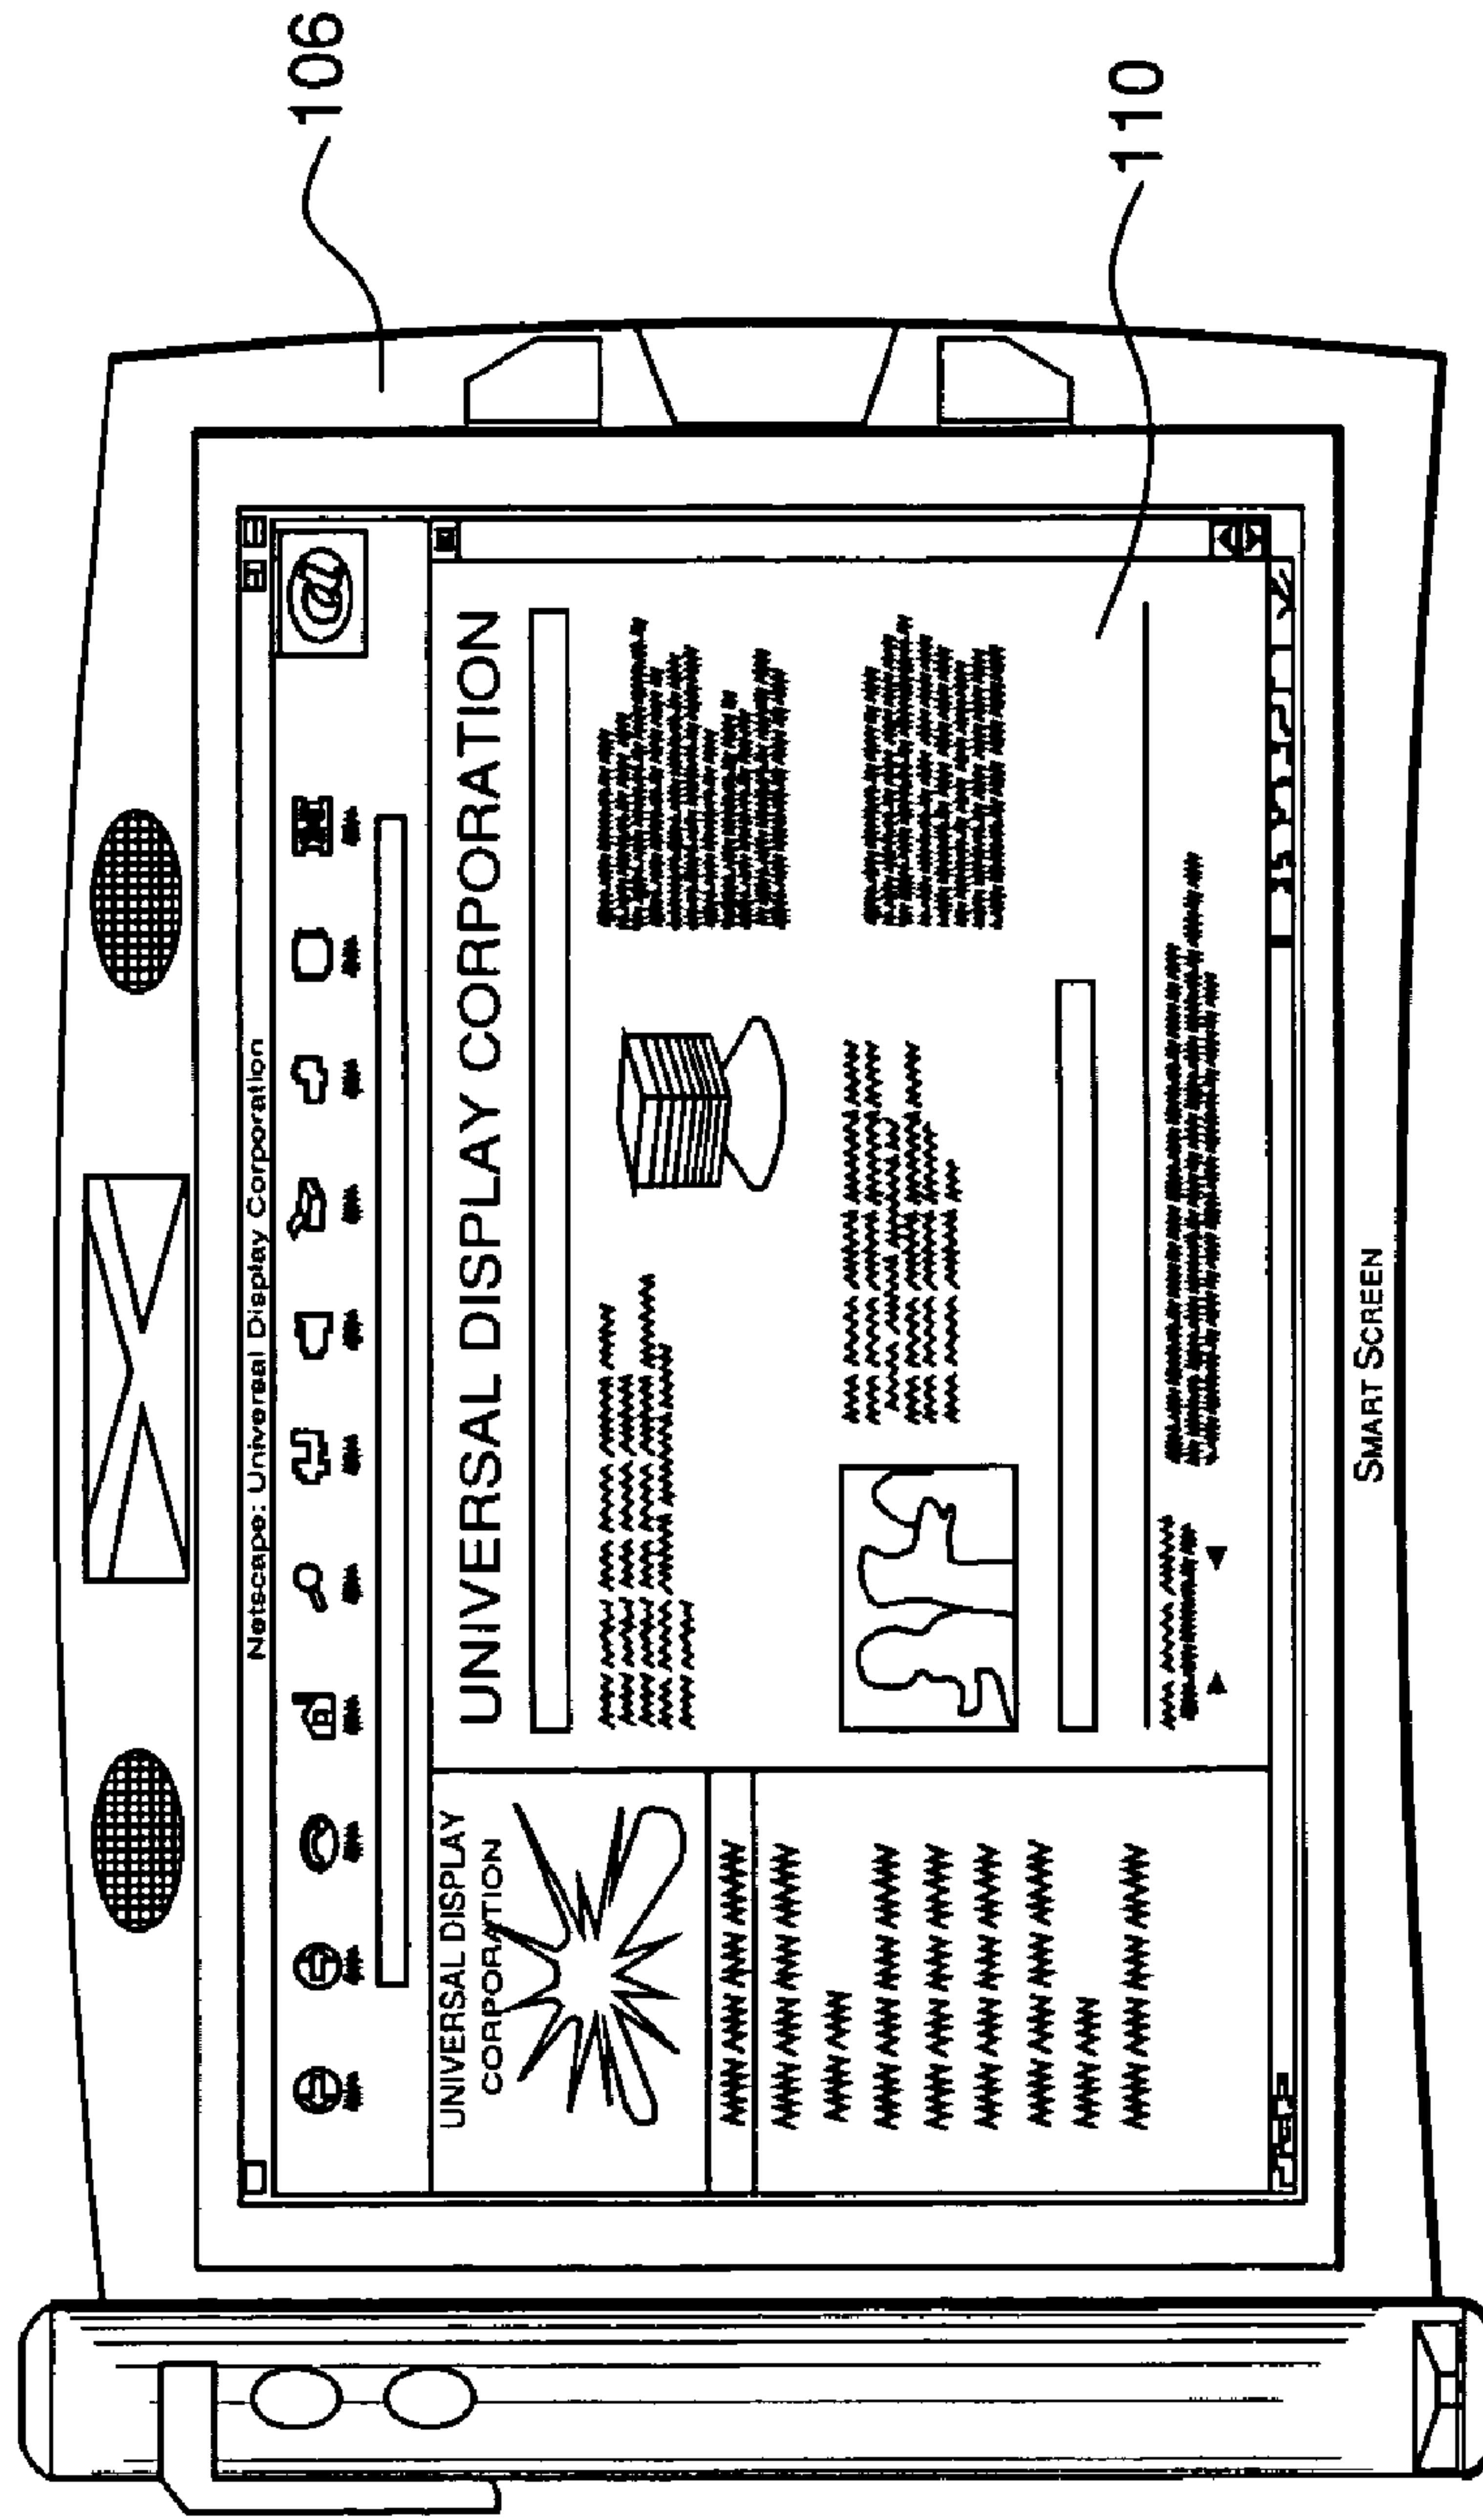 106
110
Netscape: Universal Display Corporation
UNIVERSAL DISPLAY
CORPORATION
UNIVERSAL DISPLAY CORPORATION
SMART SCREEN